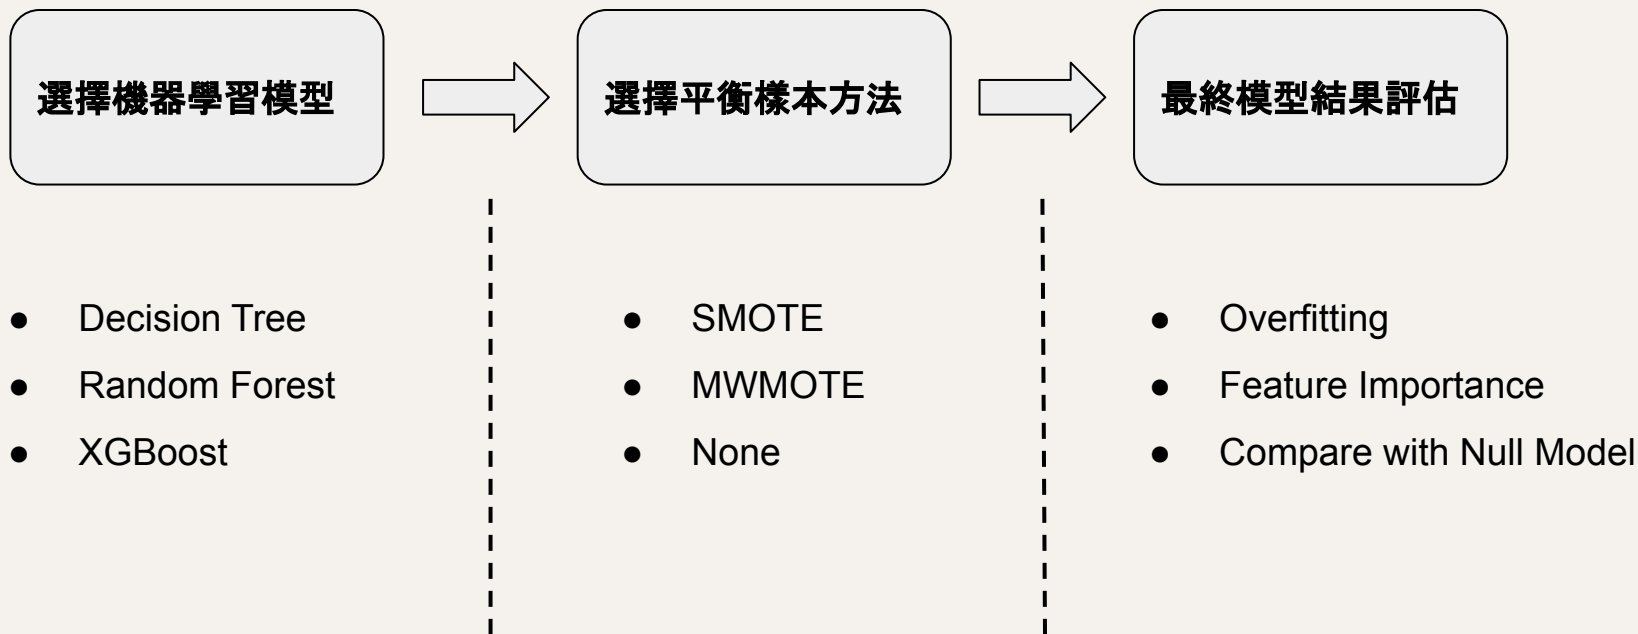 選擇機器學習模型
選擇平衡樣本方法
最終模型結果評估
● Decision Tree
● Random Forest
● XGBoost
● SMOTE
● MWMOTE
● None
● Overfitting
● Feature Importance
● Compare with Null Model